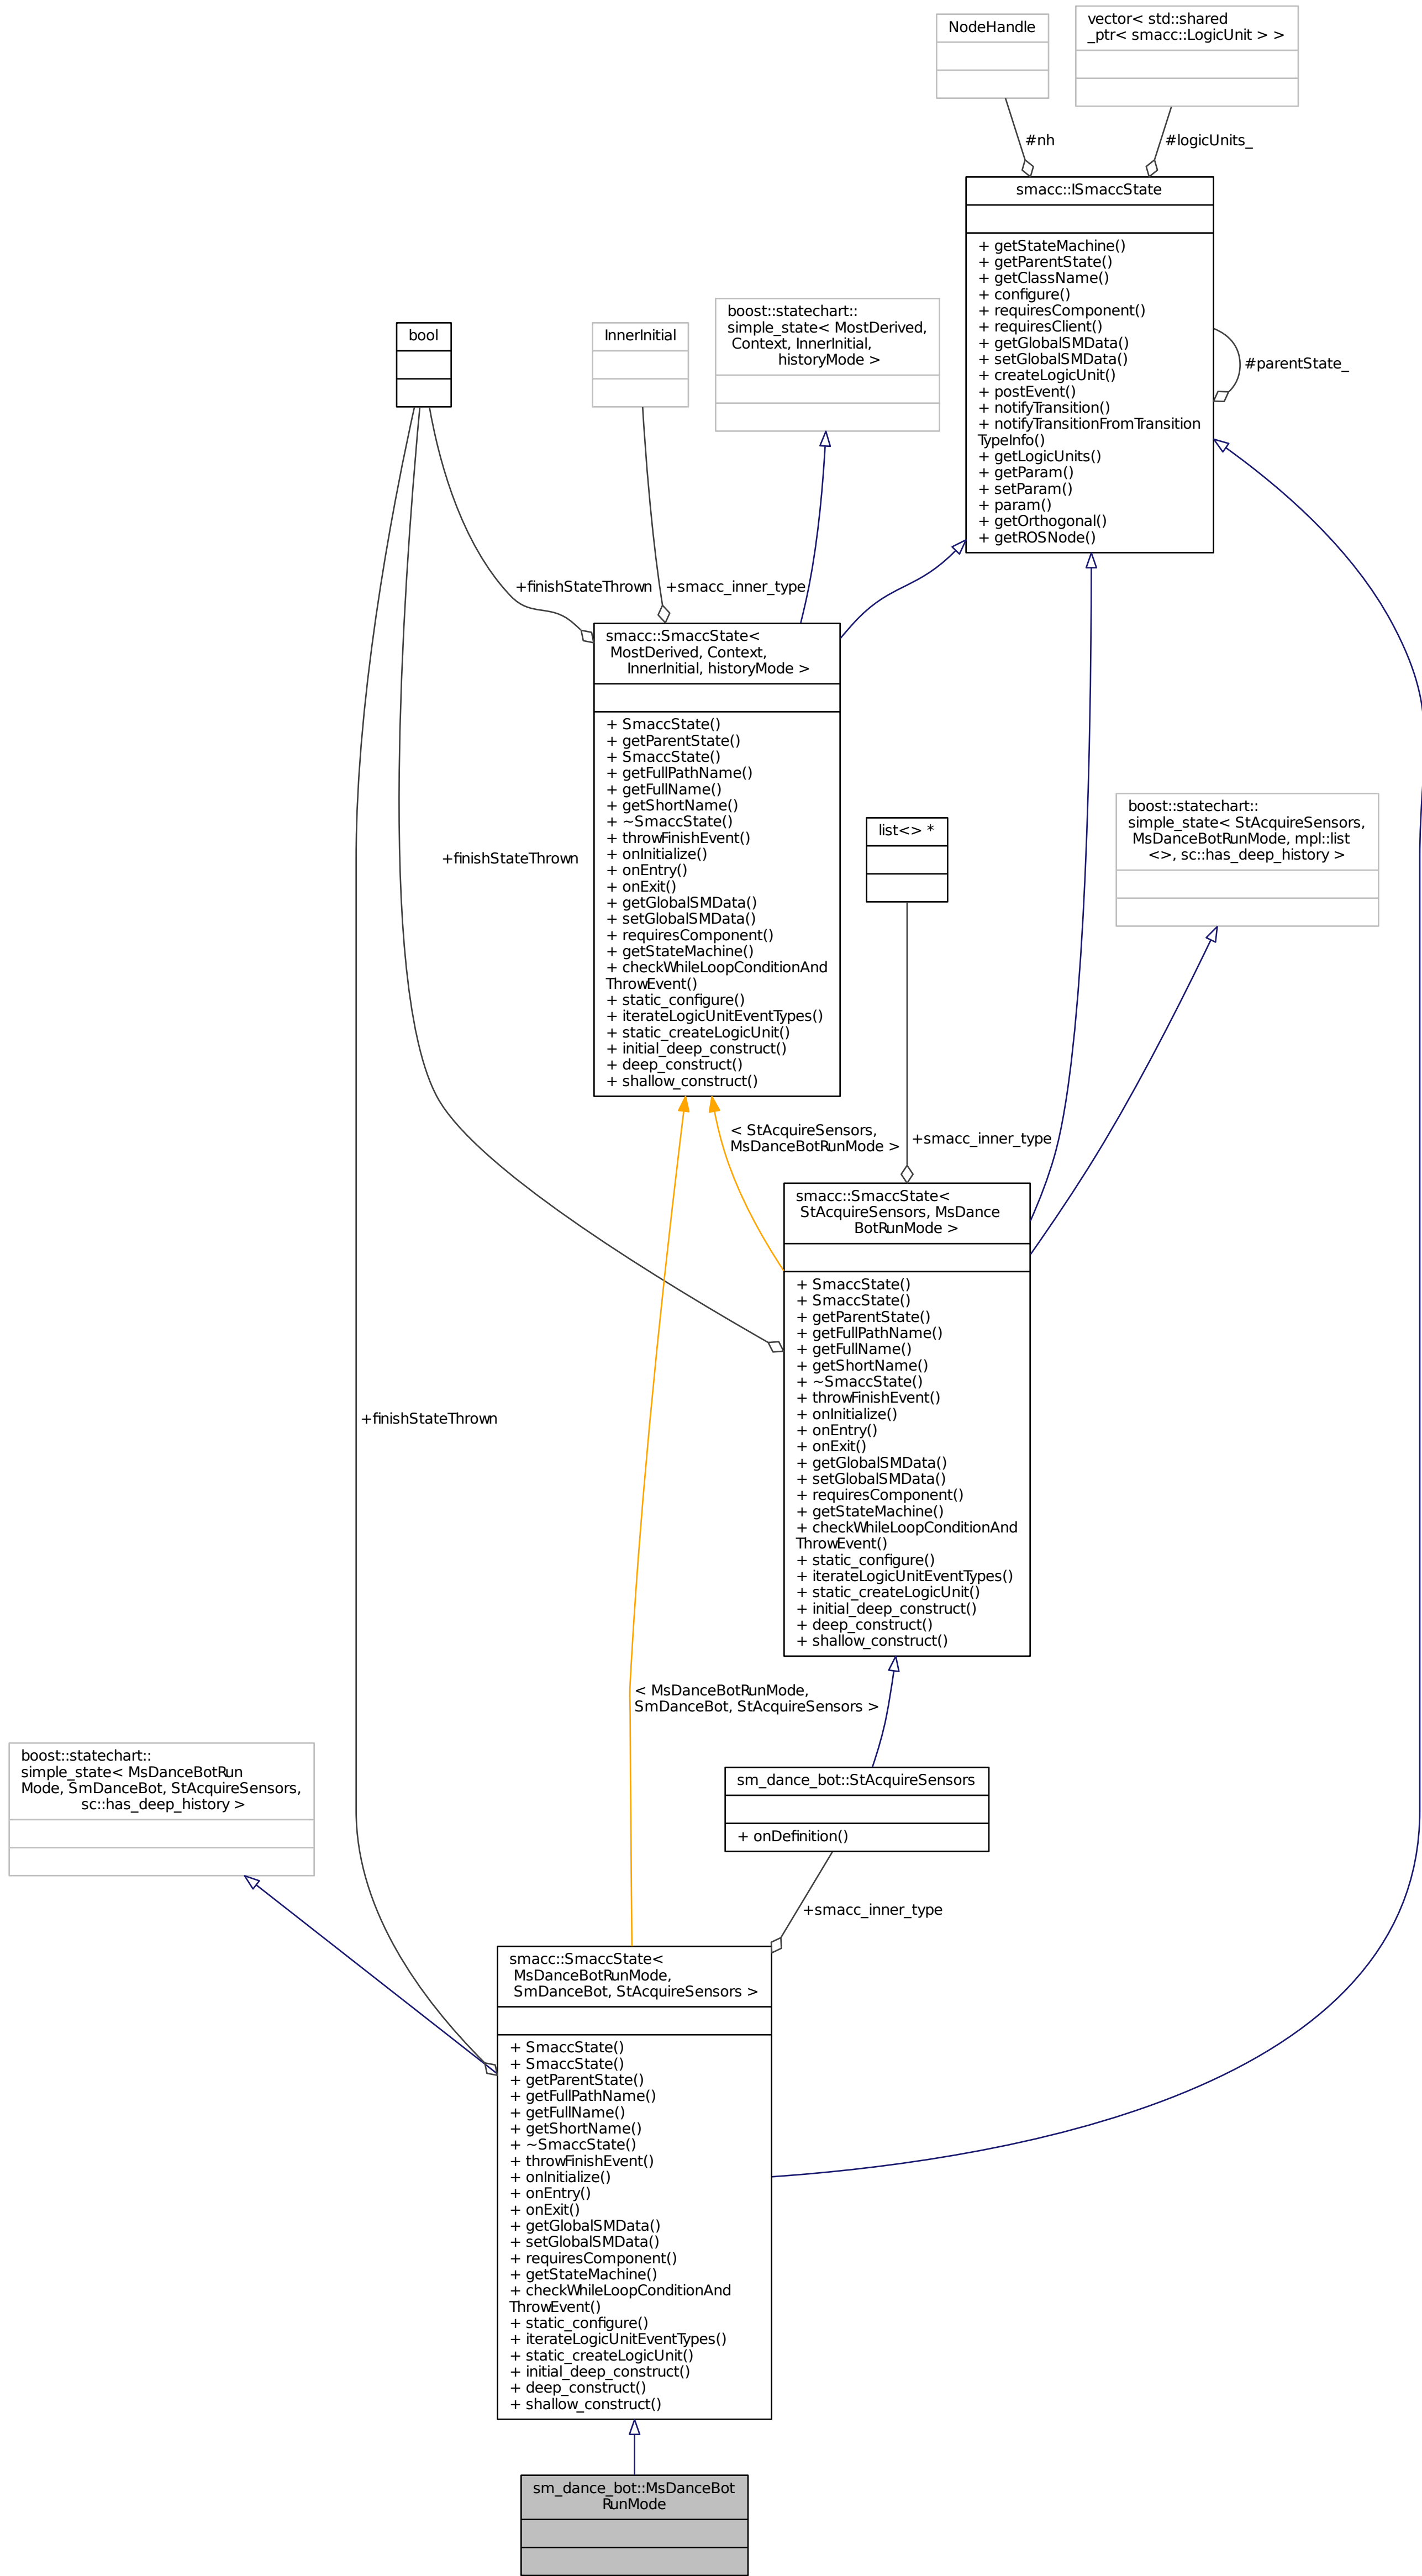 NodeHandle
vector< std::shared
_ptr< smacc::LogicUnit > >
#nh
#logicUnits_
smacc::ISmaccState
+ getStateMachine()
+ getParentState()
+ getClassName()
+ configure()
+ requiresComponent()
+ requiresClient()
+ getGlobalSMData()
+ setGlobalSMData()
+ createLogicUnit()
+ postEvent()
+ notifyTransition()
+ notifyTransitionFromTransition
TypeInfo()
+ getLogicUnits()
+ getParam()
+ setParam()
+ param()
+ getOrthogonal()
+ getROSNode()
#parentState_
bool
InnerInitial
boost::statechart::
simple_state< MostDerived,
Context, InnerInitial,
historyMode >
+finishStateThrown
+smacc_inner_type
smacc::SmaccState<
MostDerived, Context,
InnerInitial, historyMode >
+ SmaccState()
+ getParentState()
+ SmaccState()
+ getFullPathName()
+ getFullName()
+ getShortName()
+ ~SmaccState()
+ throwFinishEvent()
+ onInitialize()
+ onEntry()
+ onExit()
+ getGlobalSMData()
+ setGlobalSMData()
+ requiresComponent()
+ getStateMachine()
+ checkWhileLoopConditionAnd
ThrowEvent()
+ static_configure()
+ iterateLogicUnitEventTypes()
+ static_createLogicUnit()
+ initial_deep_construct()
+ deep_construct()
+ shallow_construct()
+finishStateThrown
list<> *
boost::statechart::
simple_state< StAcquireSensors,
MsDanceBotRunMode, mpl::list
<>, sc::has_deep_history >
< StAcquireSensors,
MsDanceBotRunMode >
+smacc_inner_type
smacc::SmaccState<
StAcquireSensors, MsDance
BotRunMode >
+ SmaccState()
+ SmaccState()
+ getParentState()
+ getFullPathName()
+ getFullName()
+ getShortName()
+ ~SmaccState()
+ throwFinishEvent()
+ onInitialize()
+ onEntry()
+ onExit()
+ getGlobalSMData()
+ setGlobalSMData()
+ requiresComponent()
+ getStateMachine()
+ checkWhileLoopConditionAnd
ThrowEvent()
+ static_configure()
+ iterateLogicUnitEventTypes()
+ static_createLogicUnit()
+ initial_deep_construct()
+ deep_construct()
+ shallow_construct()
+finishStateThrown
< MsDanceBotRunMode,
SmDanceBot, StAcquireSensors >
boost::statechart::
simple_state< MsDanceBotRun
Mode, SmDanceBot, StAcquireSensors,
sc::has_deep_history >
sm_dance_bot::StAcquireSensors
+ onDefinition()
+smacc_inner_type
smacc::SmaccState<
MsDanceBotRunMode,
SmDanceBot, StAcquireSensors >
+ SmaccState()
+ SmaccState()
+ getParentState()
+ getFullPathName()
+ getFullName()
+ getShortName()
+ ~SmaccState()
+ throwFinishEvent()
+ onInitialize()
+ onEntry()
+ onExit()
+ getGlobalSMData()
+ setGlobalSMData()
+ requiresComponent()
+ getStateMachine()
+ checkWhileLoopConditionAnd
ThrowEvent()
+ static_configure()
+ iterateLogicUnitEventTypes()
+ static_createLogicUnit()
+ initial_deep_construct()
+ deep_construct()
+ shallow_construct()
sm_dance_bot::MsDanceBot
RunMode